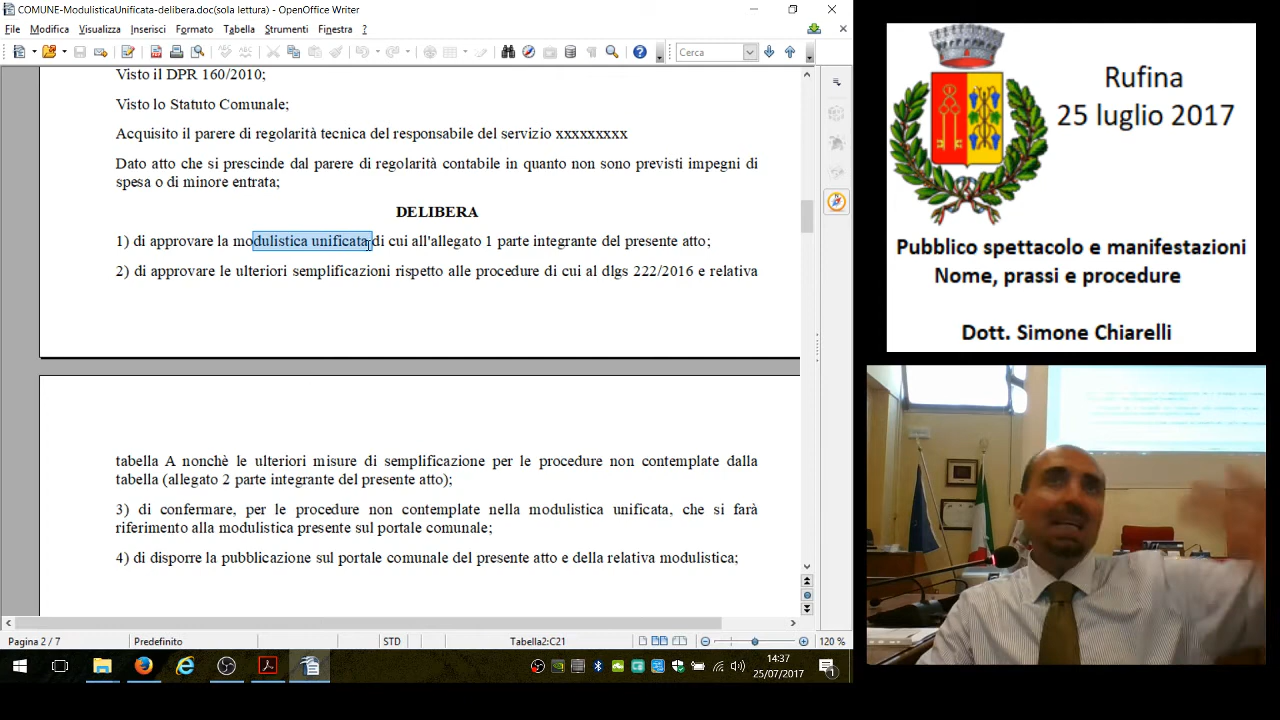 COMUNE-ModulisticaUnificata-delibera.doc(sola lettura) - OpenOffice Writer
File Modifica Visualizza Inserisci Formato Tabella Strumenti Finestra ?
Cerca
Visto il DPR 160/2010;
Visto lo Statuto Comunale;
Acquisito il parere di regolarità tecnica del responsabile del servizio xxxxxxxxx
Dato atto che si prescinde dal parere di regolarità contabile in quanto non sono previsti impegni di
spesa o di minore entrata;
DELIBERA
1) di approvare la modulistica unificata di cui all'allegato 1 parte integrante del presente atto;
2) di approvare le ulteriori semplificazioni rispetto alle procedure di cui al dlgs 222/2016 e relativa
tabella A nonchè le ulteriori misure di semplificazione per le procedure non contemplate dalla
tabella (allegato 2 parte integrante del presente atto);
3) di confermare, per le procedure non contemplate nella modulistica unificata, che si farà
riferimento alla modulistica presente sul portale comunale;
4) di disporre la pubblicazione sul portale comunale del presente atto e della relativa modulistica;
Pagina 2 / 7 Predefinito STD Tabella2:C21 120 %
14:37
25/07/2017
Rufina
25 luglio 2017
Pubblico spettacolo e manifestazioni
Nome, prassi e procedure
Dott. Simone Chiarelli